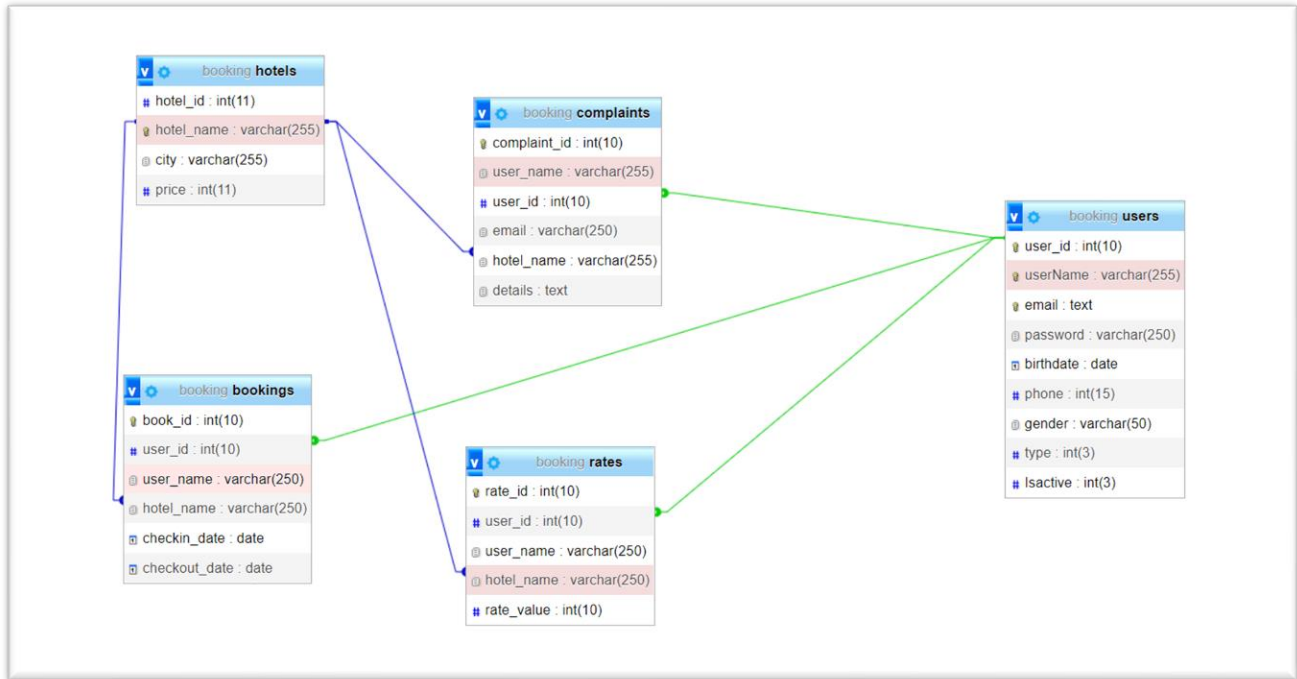 booking hotels
hotel_id : int(11)
hotel_name : varchar(255)
city : varchar(255)
price : int(11)
booking complaints
complaint_id : int(10)
user_name : varchar(255)
user_id : int(10)
email : varchar(250)
hotel_name : varchar(255)
details : text
booking users
user_id : int(10)
userName : varchar(255)
email : text
password : varchar(250)
birthdate : date
phone : int(15)
gender : varchar(50)
type : int(3)
Isactive : int(3)
booking bookings
book_id : int(10)
user_id : int(10)
user_name : varchar(250)
hotel_name : varchar(250)
checkin_date : date
checkout_date : date
booking rates
rate_id : int(10)
user_id : int(10)
user_name : varchar(250)
hotel_name : varchar(250)
rate_value : int(10)